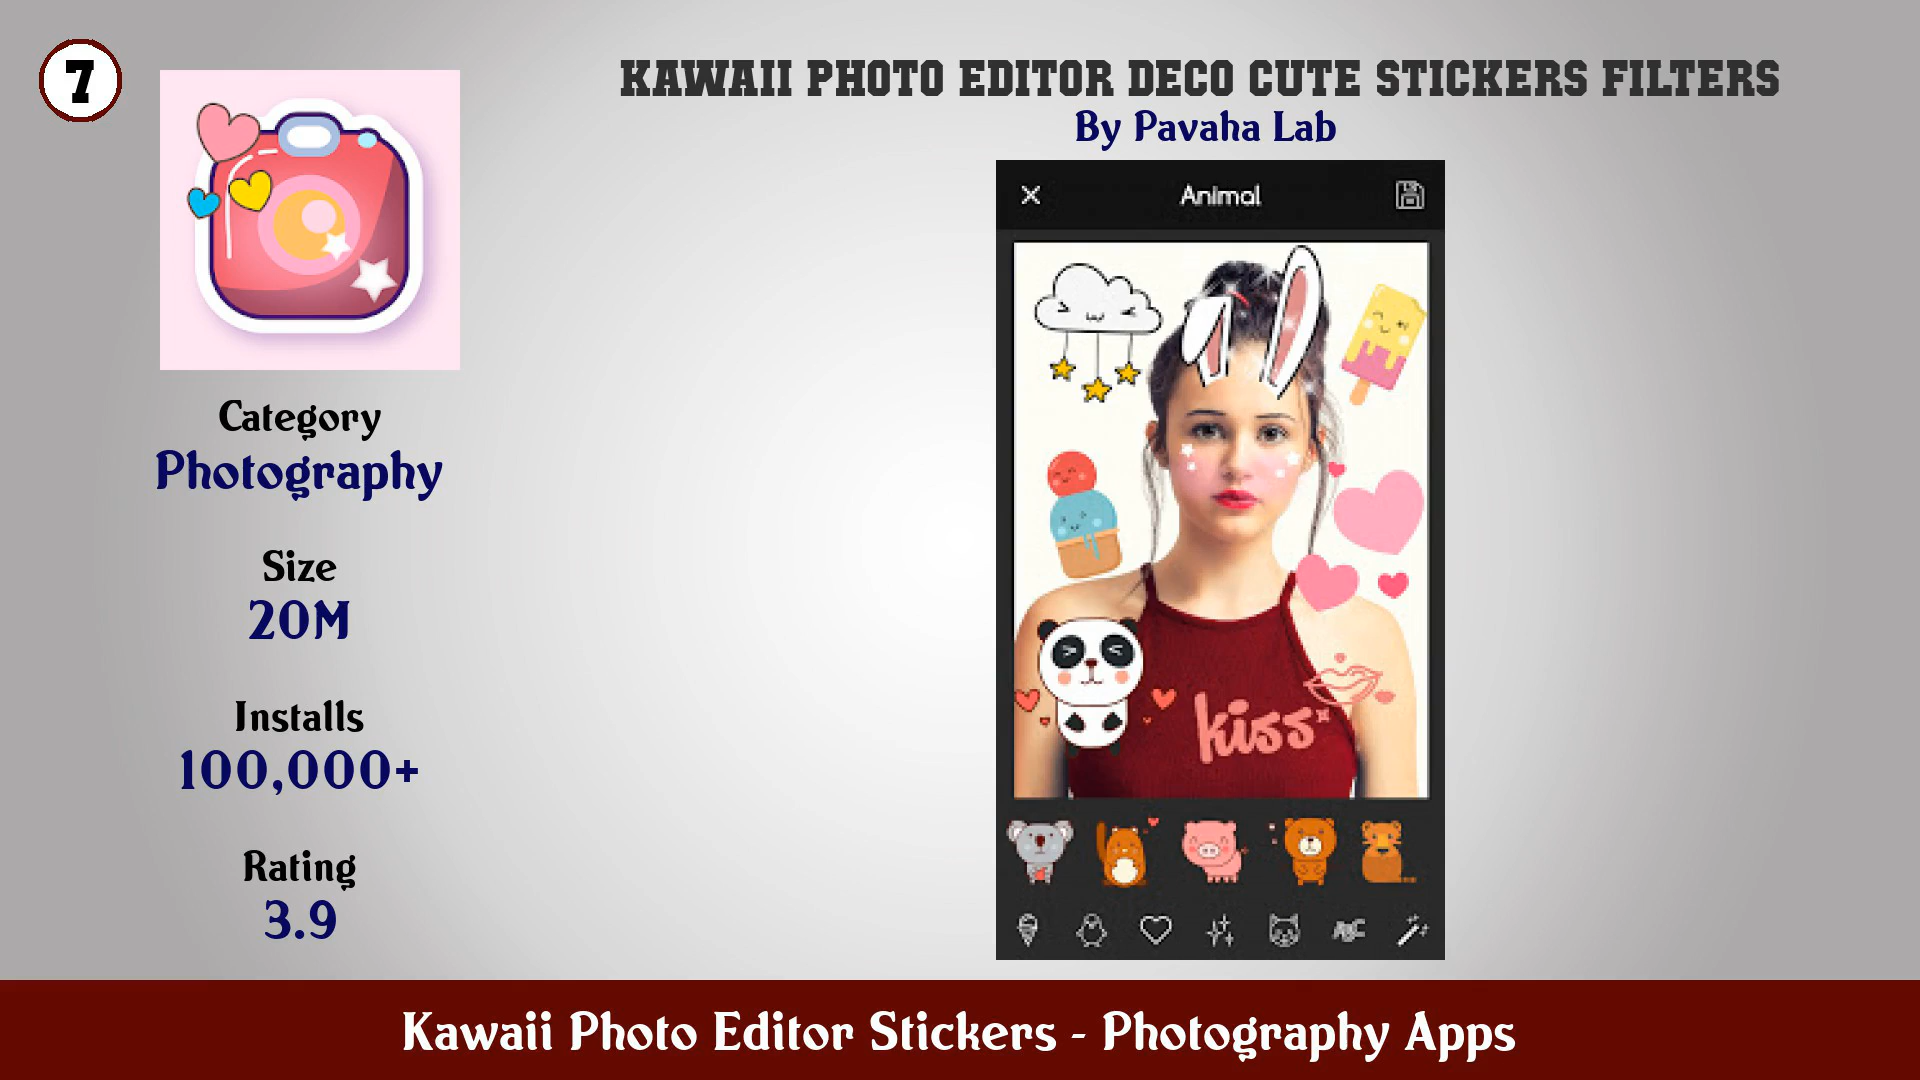 7
KAWAII PHOTO EDITOR DECO CUTE STICKERS FILTERS
By Pavaha Lab
Category
Photography
Size
20M
Installs
100,000+
Rating
3.9
Animal
kiss
ABC
Kawaii Photo Editor Stickers - Photography Apps